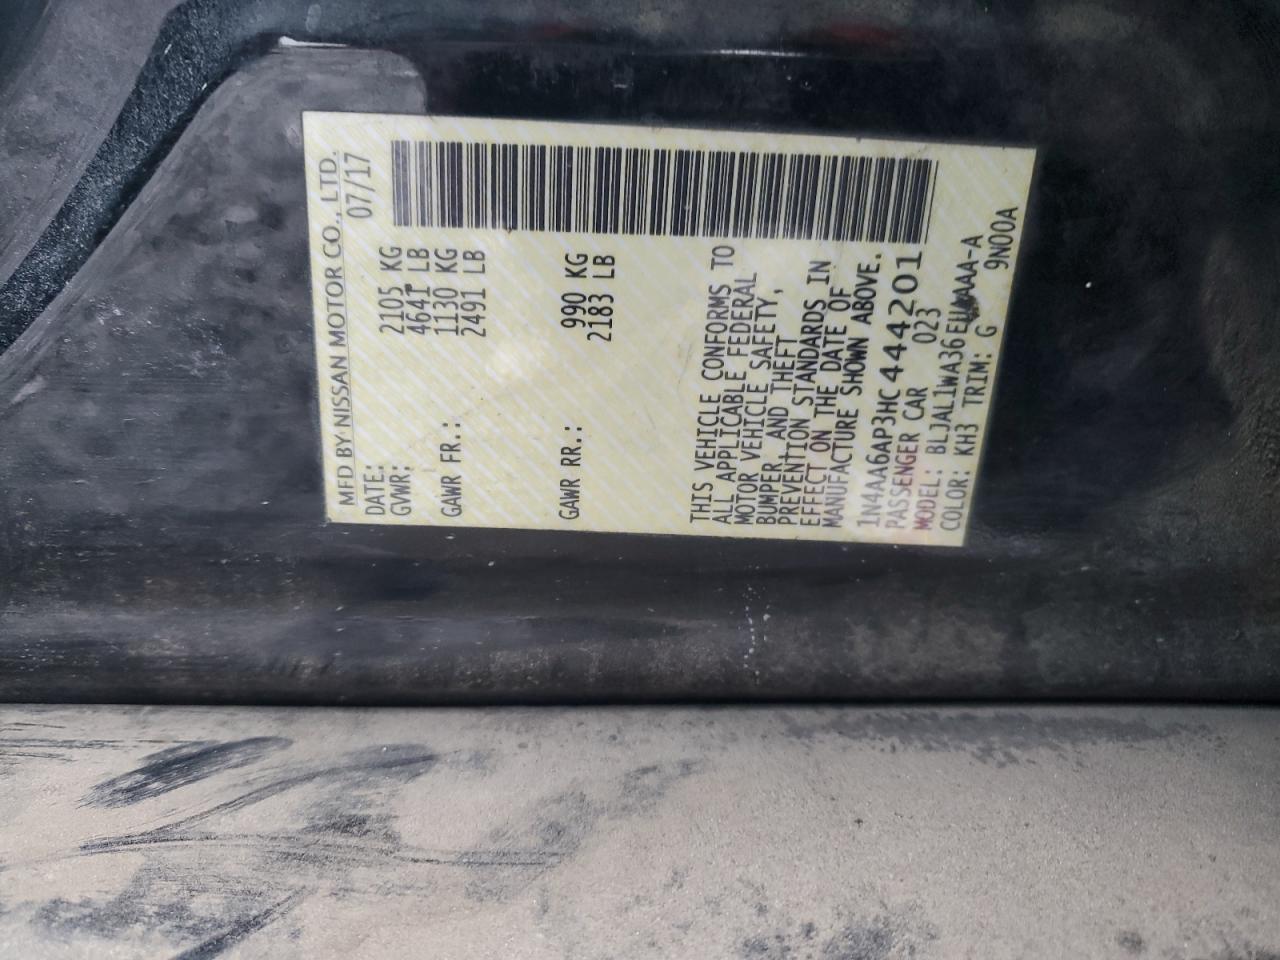 MFD BY NISSAN MOTOR CO., LTD.
DATE: 07/17
GVWR: 2105 KG
4641 LB
GAWR FR.: 1130 KG
2491 LB
GAWR RR.: 990 KG
2183 LB
THIS VEHICLE CONFORMS TO
ALL APPLICABLE FEDERAL
MOTOR VEHICLE SAFETY,
BUMPER, AND THEFT
PREVENTION STANDARDS IN
EFFECT ON THE DATE OF
MANUFACTURE SHOWN ABOVE.
1N4AA6AP3HC444201
PASSENGER CAR 023
MODEL: BLJAL1WA36EUAAAA-A
COLOR: KH3 TRIM: G 9N00A